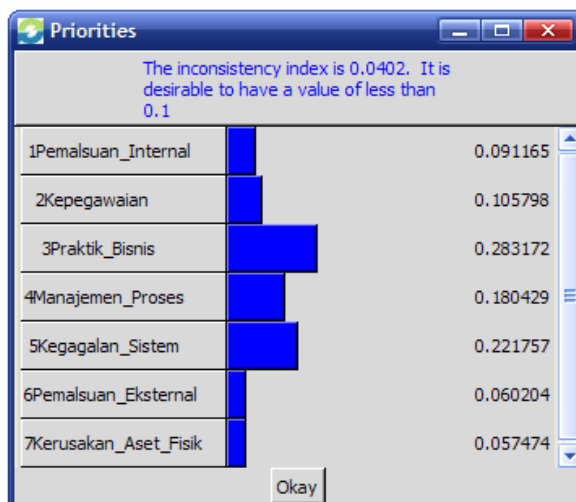 Priorities
The inconsistency index is 0.0402. It is
desirable to have a value of less than
0.1
1Pemalsuan_Internal 0.091165
2Kepegawaian 0.105798
3Praktik_Bisnis 0.283172
4Manajemen_Proses 0.180429
5Kegagalan_Sistem 0.221757
6Pemalsuan_Eksternal 0.060204
7Kerusakan_Aset_Fisik 0.057474
Okay